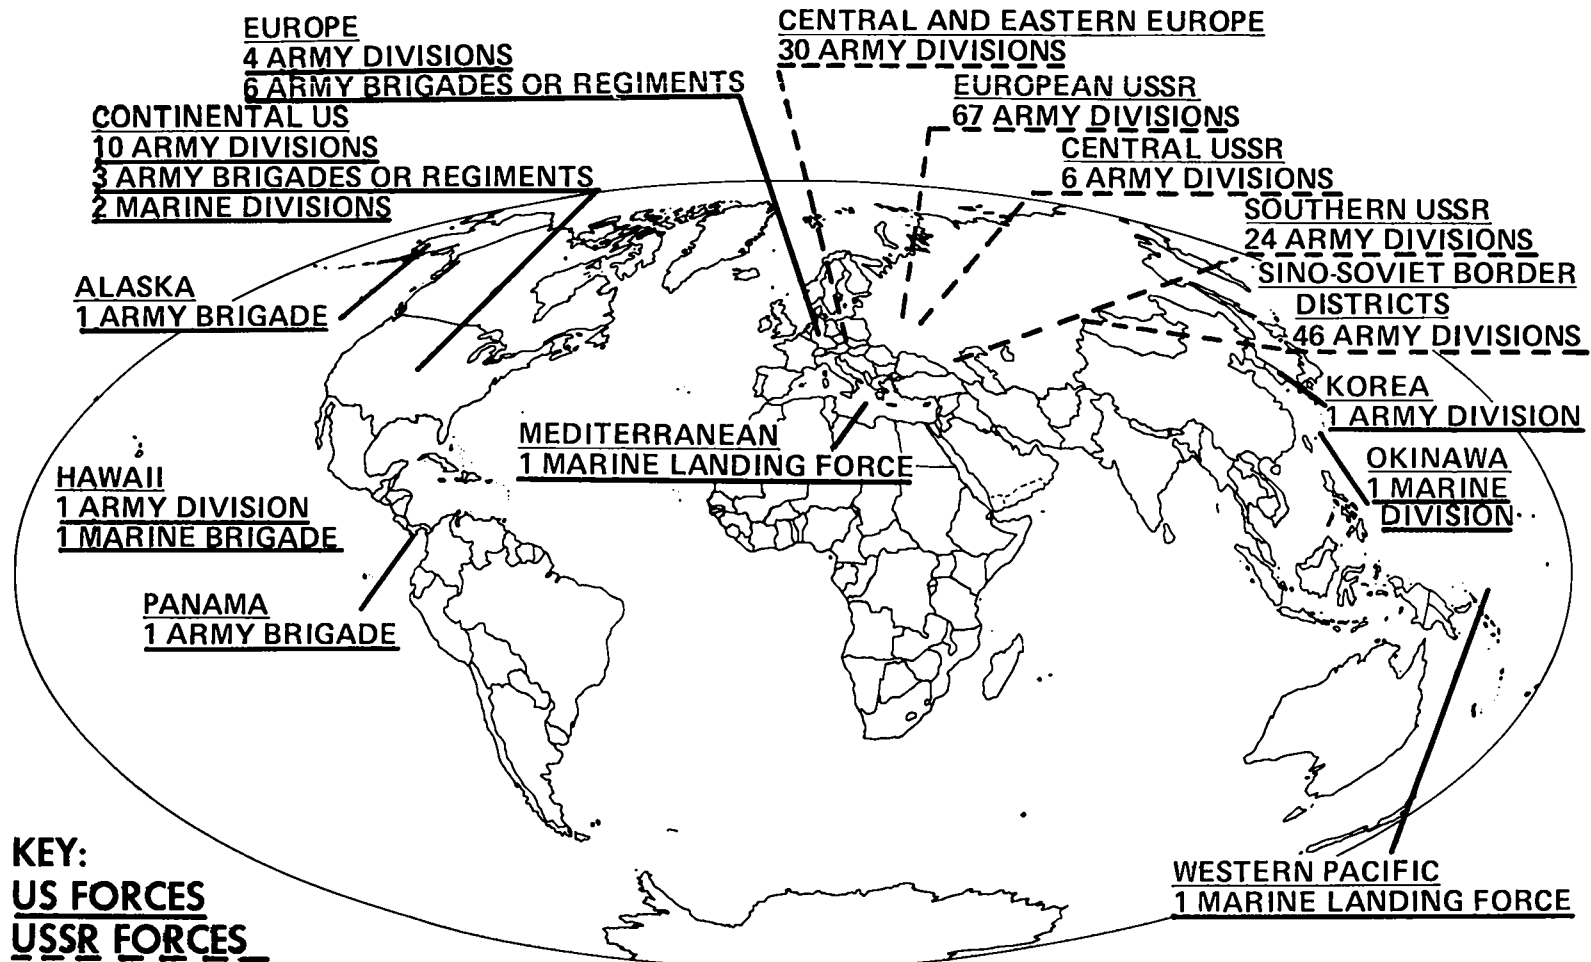 EUROPE
4 ARMY DIVISIONS
6 ARMY BRIGADES OR REGIMENTS
CENTRAL AND EASTERN EUROPE
30 ARMY DIVISIONS
EUROPEAN USSR
67 ARMY DIVISIONS
CENTRAL USSR
6 ARMY DIVISIONS
SOUTHERN USSR
24 ARMY DIVISIONS
SINO-SOVIET BORDER
DISTRICTS
46 ARMY DIVISIONS
CONTINENTAL US
10 ARMY DIVISIONS
3 ARMY BRIGADES OR REGIMENTS
2 MARINE DIVISIONS
ALASKA
1 ARMY BRIGADE
KOREA
1 ARMY DIVISION
MEDITERRANEAN
1 MARINE LANDING FORCE
OKINAWA
1 MARINE
DIVISION
HAWAII
1 ARMY DIVISION
1 MARINE BRIGADE
PANAMA
1 ARMY BRIGADE
WESTERN PACIFIC
1 MARINE LANDING FORCE
KEY:
US FORCES
USSR FORCES